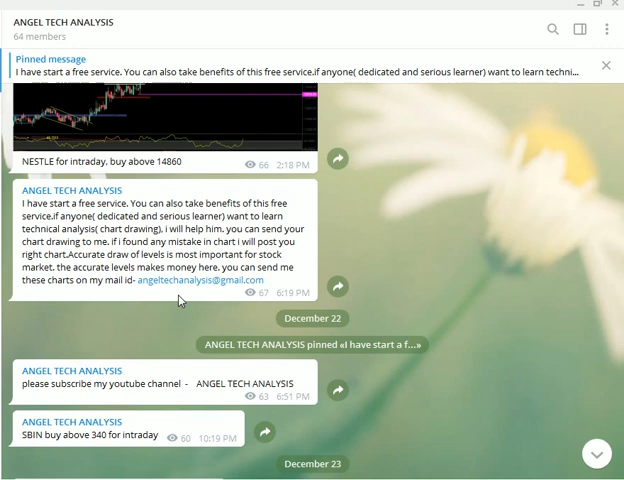 ANGEL TECH ANALYSIS
64 members
Pinned message
I have start a free service. You can also take benefits of this free service.if anyone( dedicated and serious learner) want to learn techni...
NESTLE for intraday. buy above 14860
66 2:18 PM
ANGEL TECH ANALYSIS
I have start a free service. You can also take benefits of this free
service.if anyone( dedicated and serious learner) want to learn
technical analysis( chart drawing), i will help him. you can send your
chart drawing to me. if i found any mistake in chart i will post you
right chart.Accurate draw of levels is most important for stock
market. the accurate levels makes money here. you can send me
these charts on my mail id- angeltechanalysis@gmail.com
67 6:19 PM
December 22
ANGEL TECH ANALYSIS pinned «I have start a f...»
ANGEL TECH ANALYSIS
please subscribe my youtube channel - ANGEL TECH ANALYSIS
63 6:51 PM
ANGEL TECH ANALYSIS
SBIN buy above 340 for intraday
60 10:19 PM
December 23